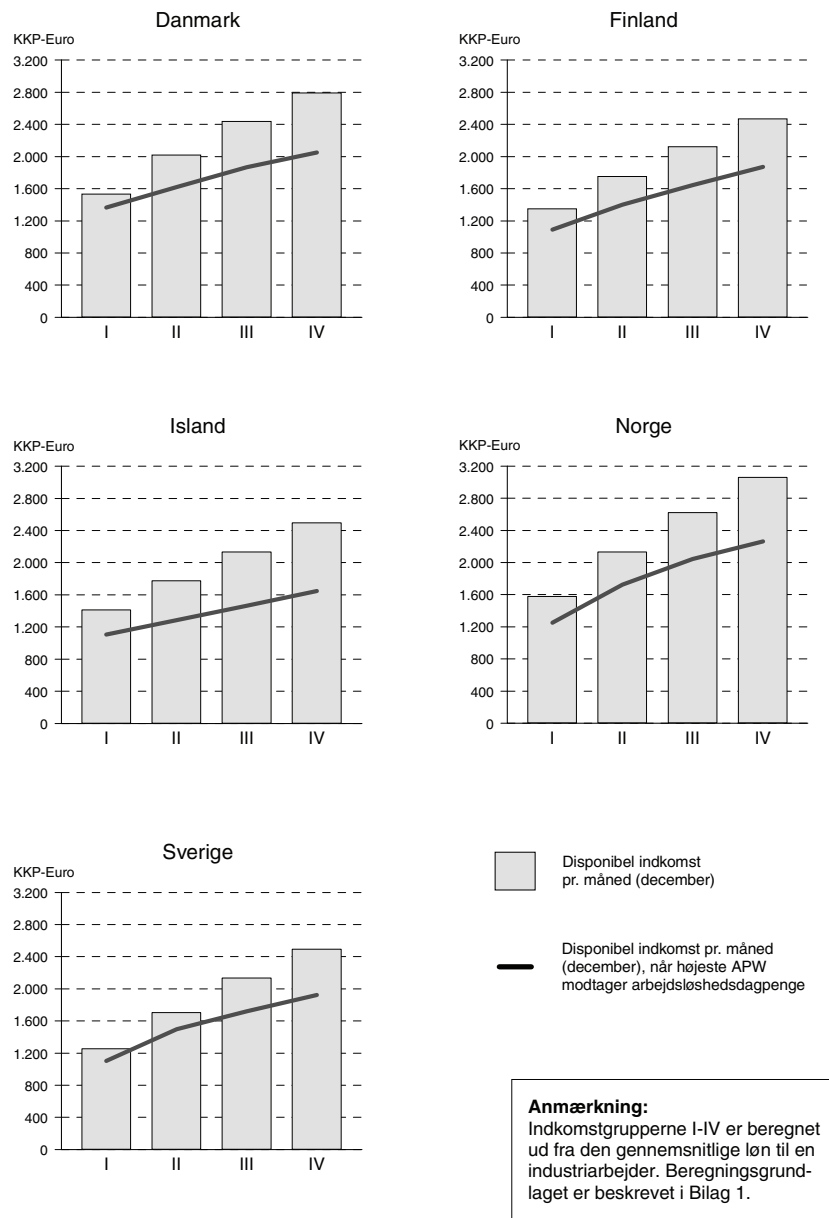 Danmark
KKP-Euro
3.200
2.800
2.400
2.000
1.600
1.200
800
400
0
I II III IV
Finland
KKP-Euro
3.200
2.800
2.400
2.000
1.600
1.200
800
400
0
I II III IV
Island
KKP-Euro
3.200
2.800
2.400
2.000
1.600
1.200
800
400
0
I II III IV
Norge
KKP-Euro
3.200
2.800
2.400
2.000
1.600
1.200
800
400
0
I II III IV
Sverige
KKP-Euro
3.200
2.800
2.400
2.000
1.600
1.200
800
400
0
I II III IV
Disponibel indkomst
pr. måned (december)
Disponibel indkomst pr. måned
(december), når højeste APW
modtager arbejdsløshedsdagpenge
Anmærkning:
Indkomstgrupperne I-IV er beregnet
ud fra den gennemsnitlige løn til en
industriarbejder. Beregningsgrund-
laget er beskrevet i Bilag 1.